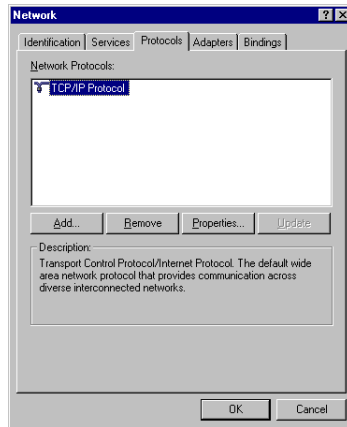 Network
Identification Services Protocols Adapters Bindings
Network Protocols:
TCP/IP Protocol
Add... Remove Properties... Update
Description:
Transport Control Protocol/Internet Protocol. The default wide
area network protocol that provides communication across
diverse interconnected networks.
OK Cancel